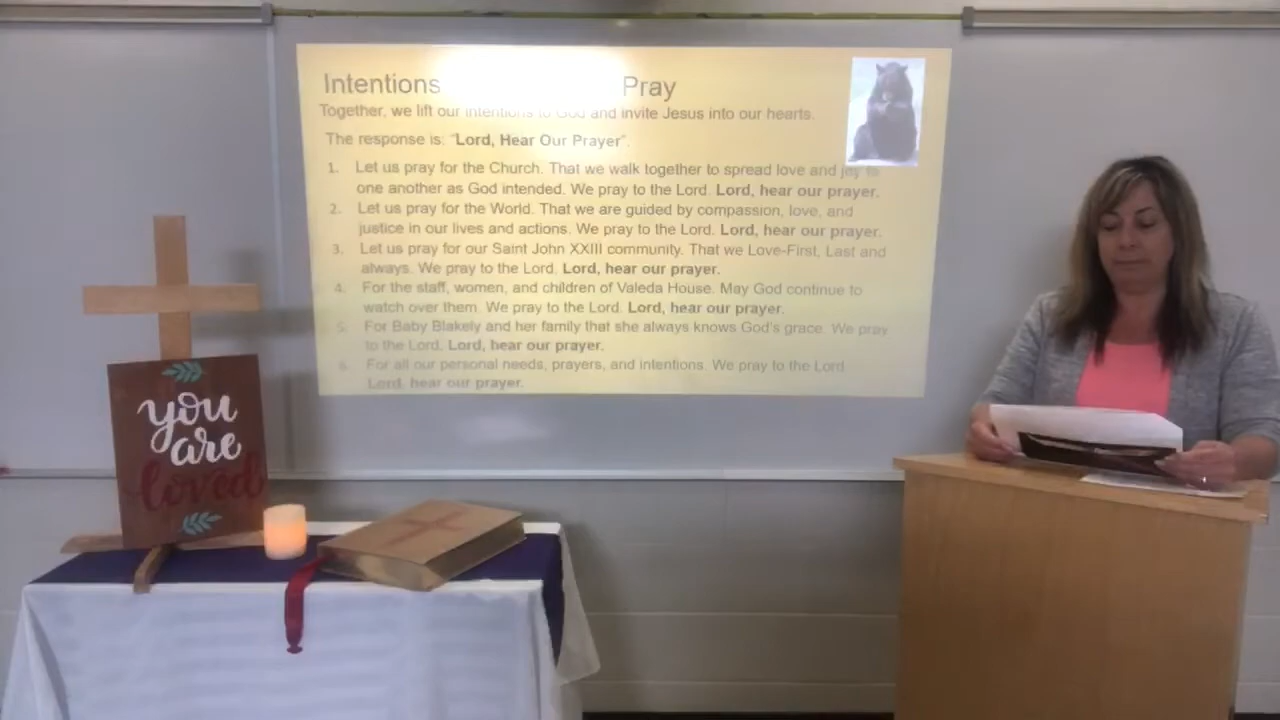 Intentions Pray
Together, we lift our intentions to God and invite Jesus into our hearts.
The response is: "Lord, Hear Our Prayer".
1. Let us pray for the Church. That we walk together to spread love and joy to
one another as God intended. We pray to the Lord. Lord, hear our prayer.
2. Let us pray for the World. That we are guided by compassion, love, and
justice in our lives and actions. We pray to the Lord. Lord, hear our prayer.
3. Let us pray for our Saint John XXIII community. That we Love-First, Last and
always. We pray to the Lord. Lord, hear our prayer.
4. For the staff, women, and children of Valeda House. May God continue to
watch over them. We pray to the Lord. Lord, hear our prayer.
5. For Baby Blakely and her family that she always knows God's grace. We pray
to the Lord. Lord, hear our prayer.
6. For all our personal needs, prayers, and intentions. We pray to the Lord.
Lord, hear our prayer.
you
are
loved